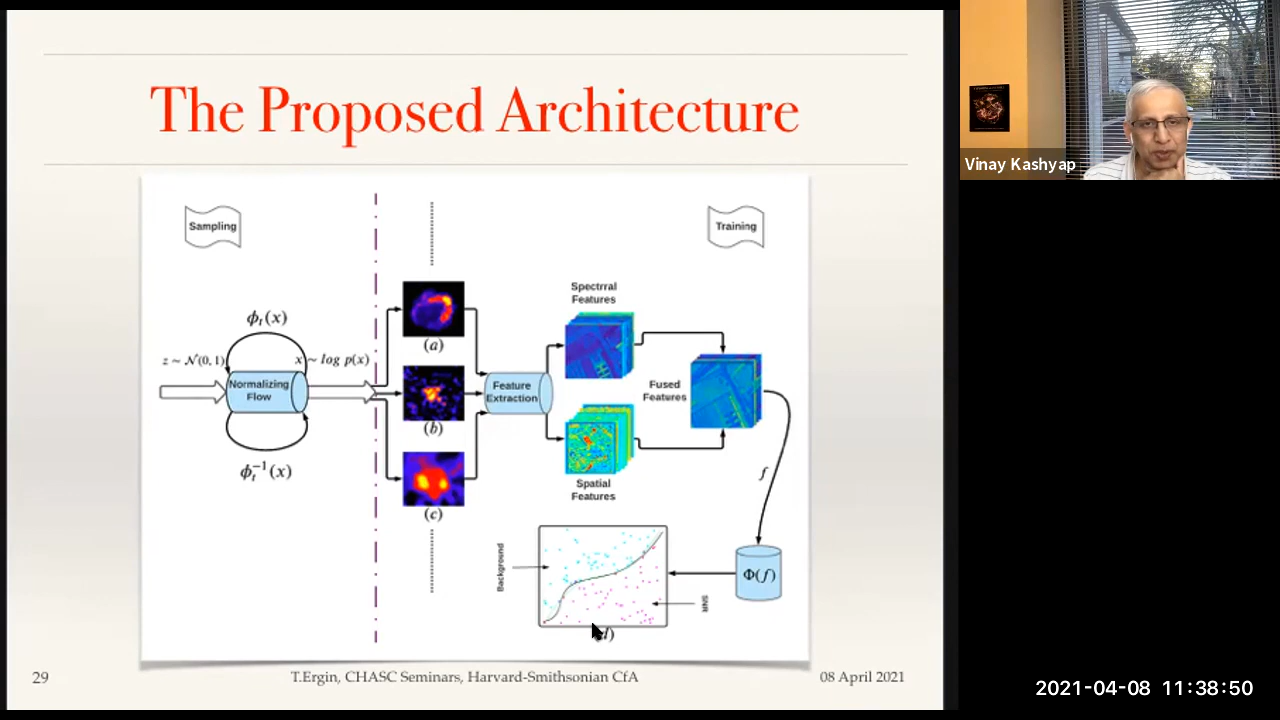 The Proposed Architecture
Vinay Kashyap
Sampling
Training
Spectrral
Features
ϕₜ(x)
z ~ 𝒩(0, 1)
x ~ log p(x)
(a)
Normalizing
Flow
Feature
Extraction
Fused
Features
(b)
ϕₜ⁻¹(x)
f
Spatial
Features
(c)
Background
Φ(f)
SNR
29
T.Ergin, CHASC Seminars, Harvard-Smithsonian CfA
08 April 2021
2021-04-08 11:38:50